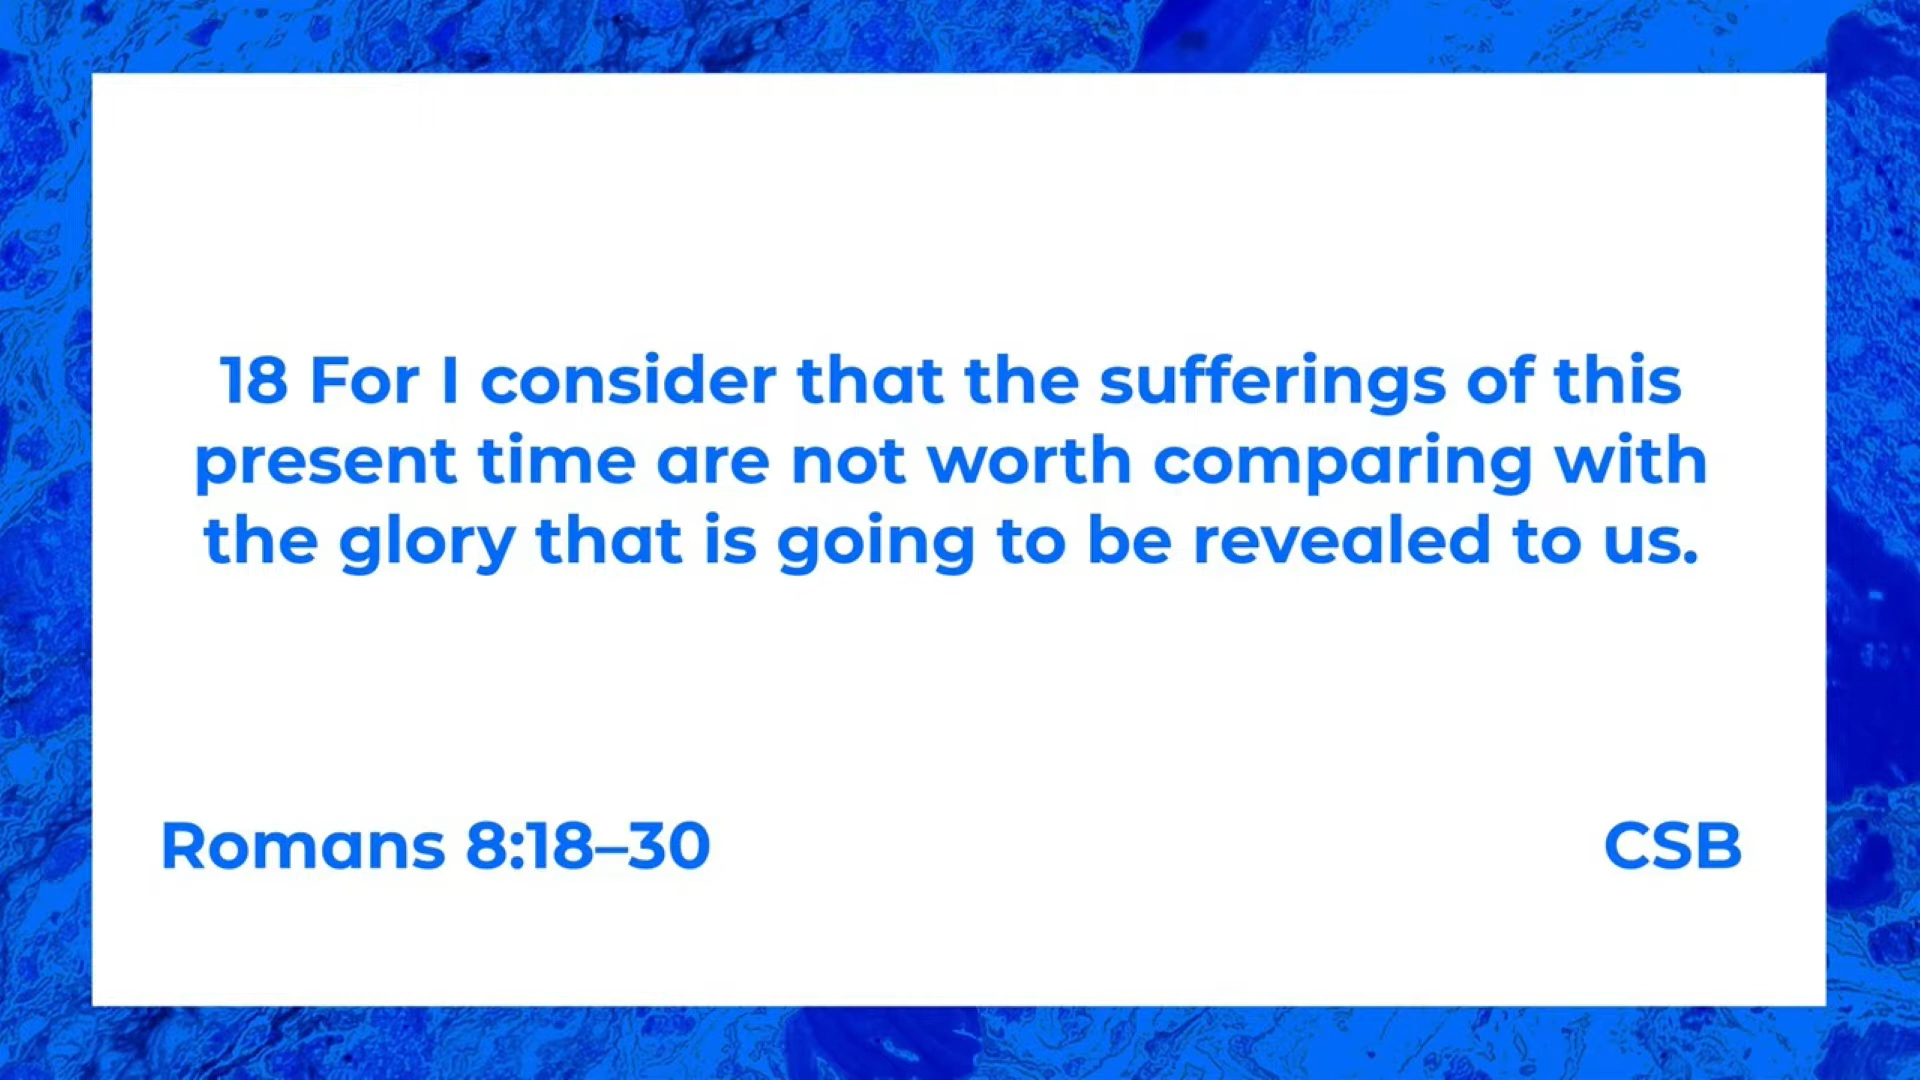 18 For I consider that the sufferings of this
present time are not worth comparing with
the glory that is going to be revealed to us.
Romans 8:18–30
CSB